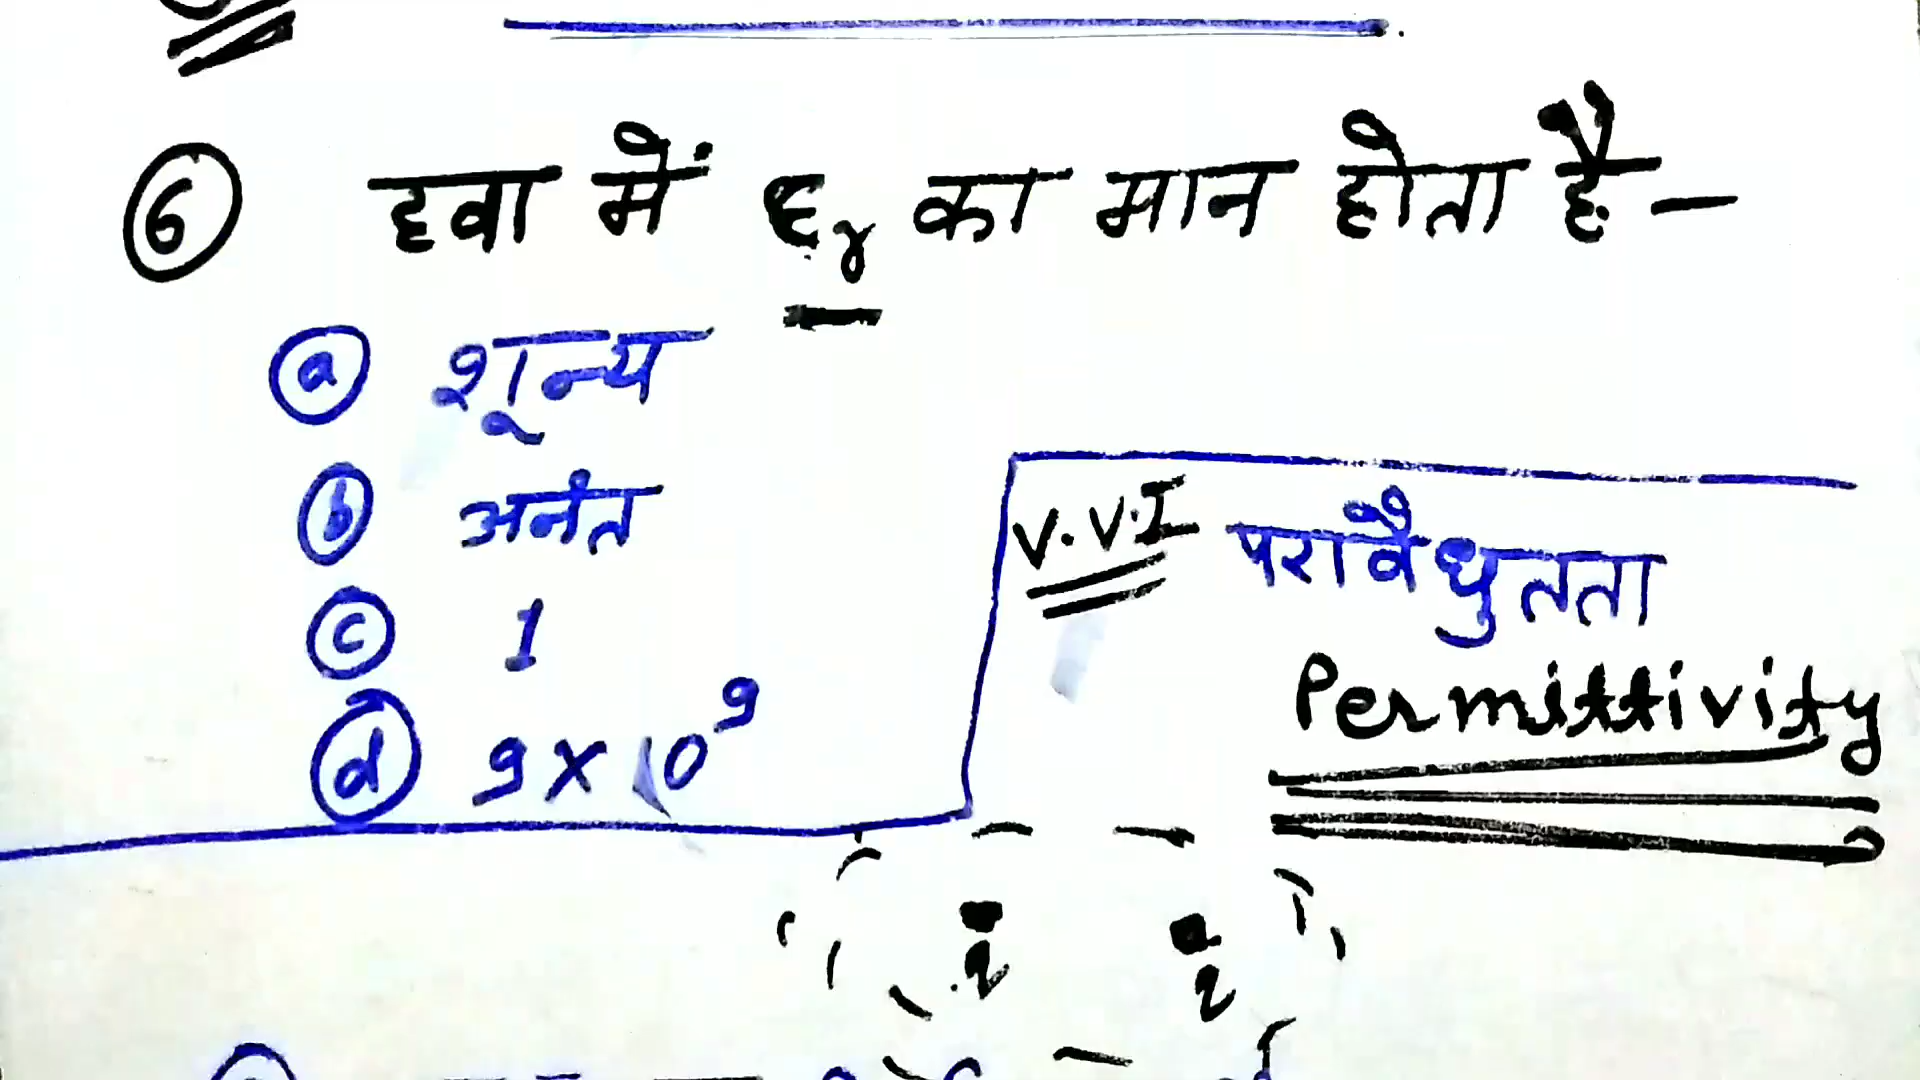 6 हवा में εr का मान होता है –
a शून्य
b अनंत
c 1
d 9 × 10⁹
V.V.I परावैधुतता
Permittivity
q q